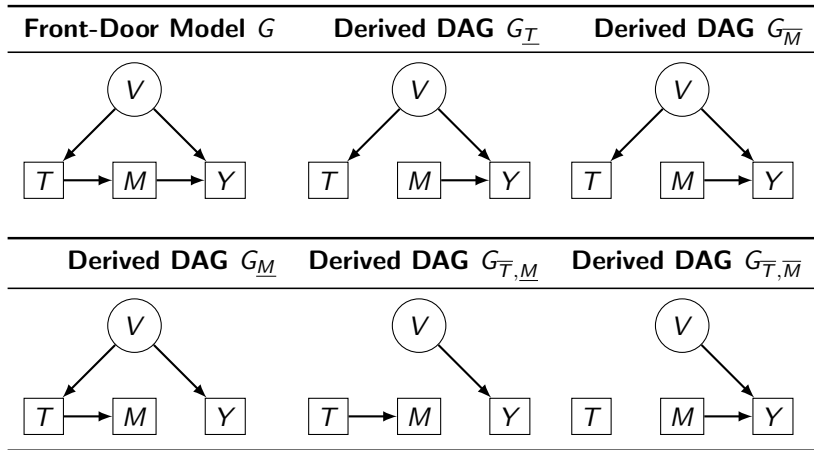 Front-Door Model G Derived DAG G_T̲ Derived DAG G_M̅
V V V
T M Y T M Y T M Y
Derived DAG G_M̲ Derived DAG G_T̅,M̲ Derived DAG G_T̅,M̅
V V V
T M Y T M Y T M Y